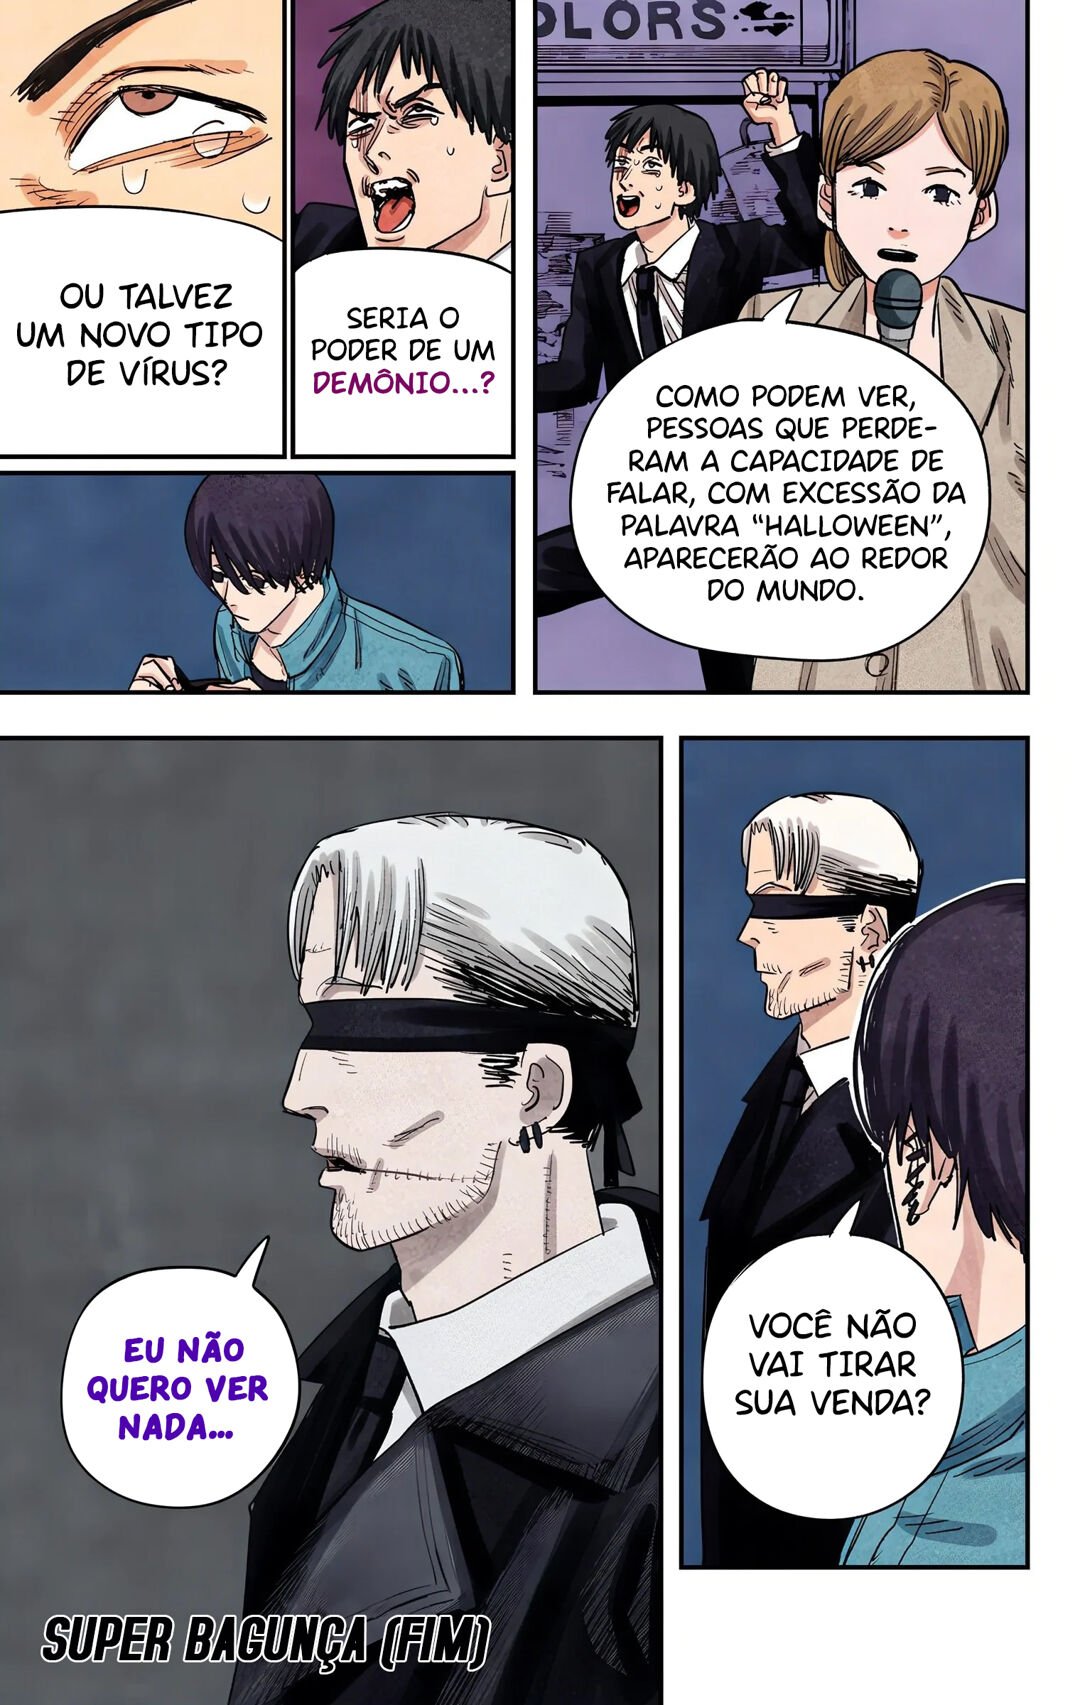 OLORS
COMO PODEM VER,
PESSOAS QUE PERDE-
RAM A CAPACIDADE DE
FALAR, COM EXCESSÃO DA
PALAVRA “HALLOWEEN”,
APARECERÃO AO REDOR
DO MUNDO.
SERIA O
PODER DE UM
DEMÔNIO...?
OU TALVEZ
UM NOVO TIPO
DE VÍRUS?
VOCÊ NÃO
VAI TIRAR
SUA VENDA?
EU NÃO
QUERO VER
NADA...
SUPER BAGUNÇA (FIM)